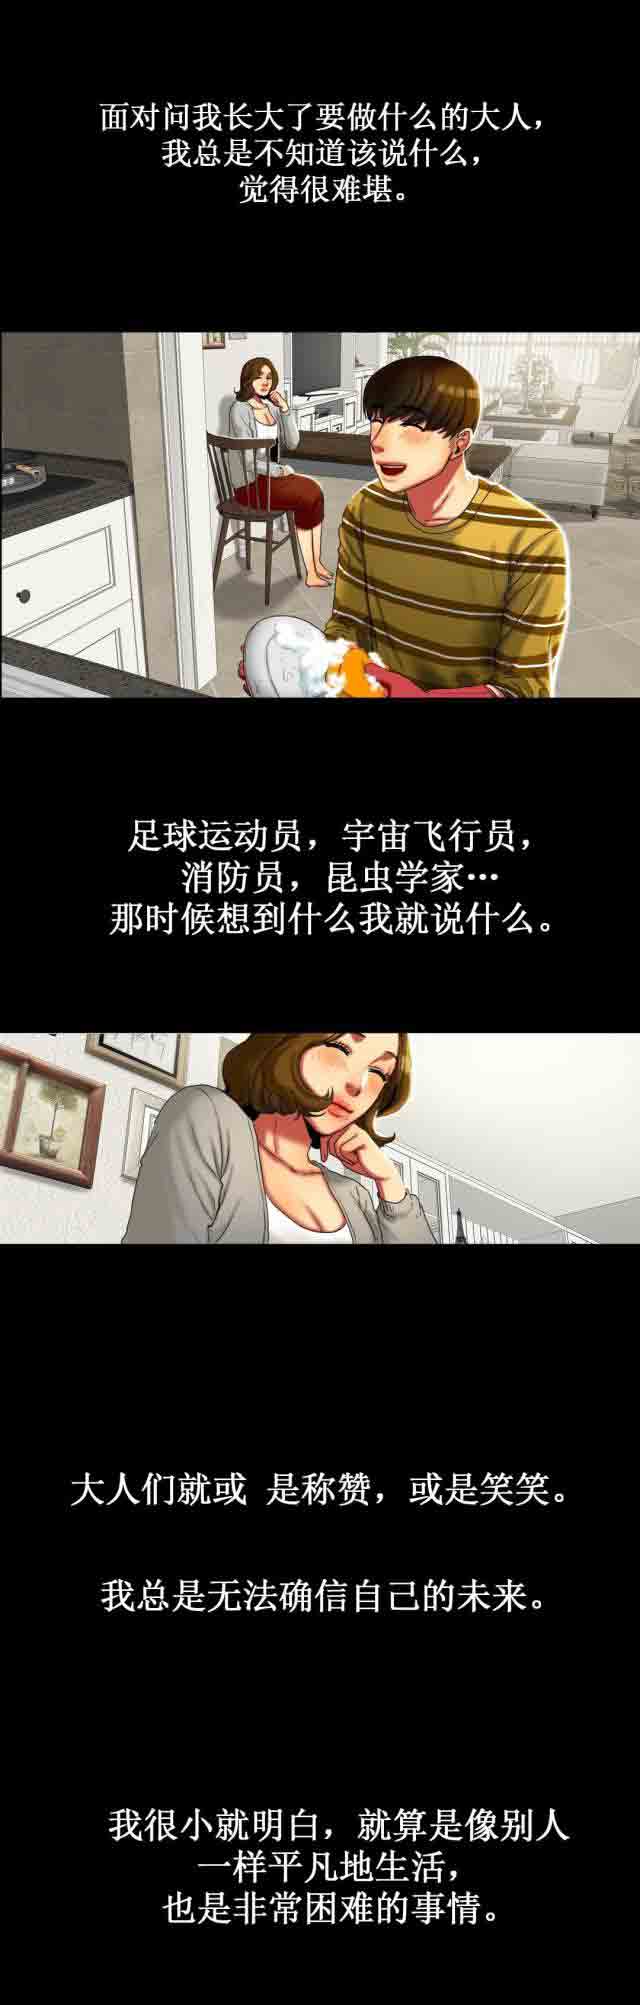 面对问我长大了要做什么的大人，
我总是不知道该说什么，
觉得很难堪。
足球运动员，宇宙飞行员，
消防员，昆虫学家…
那时候想到什么我就说什么。
大人们就或 是称赞，或是笑笑。
我总是无法确信自己的未来。
我很小就明白，就算是像别人
一样平凡地生活，
也是非常困难的事情。